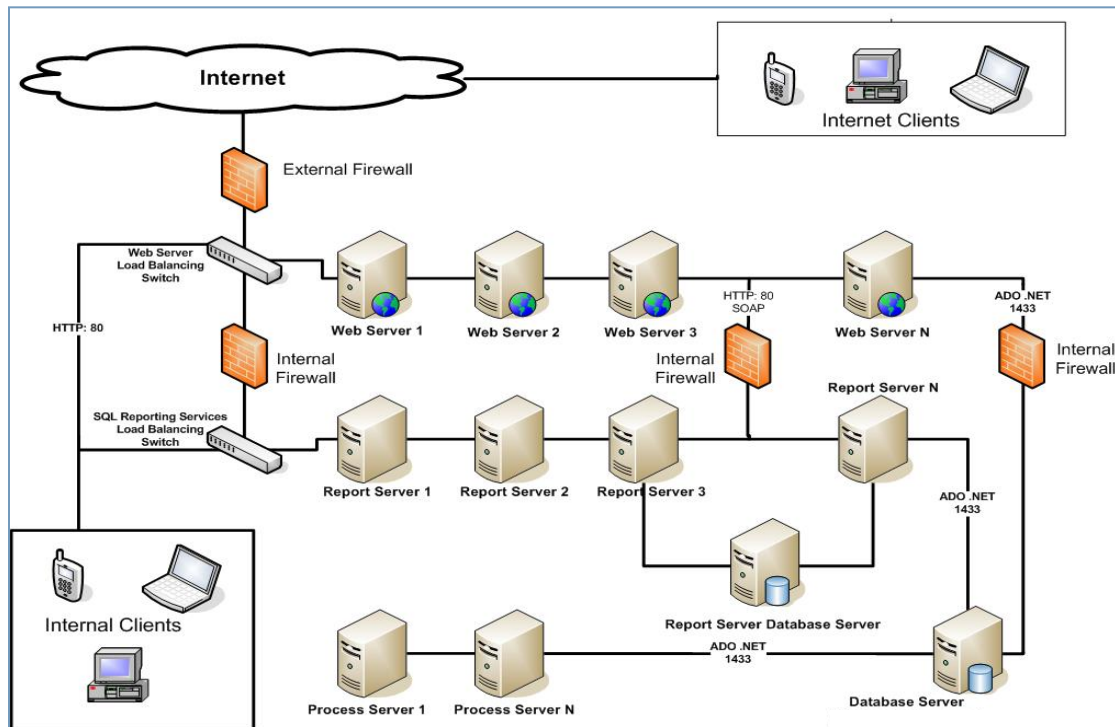 Internet
Internet Clients
External Firewall
Web Server
Load Balancing
Switch
Web Server 1
Web Server 2
Web Server 3
HTTP: 80
SOAP
Web Server N
ADO .NET
1433
HTTP: 80
Internal
Firewall
Internal
Firewall
Internal
Firewall
SQL Reporting Services
Load Balancing
Switch
Report Server 1
Report Server 2
Report Server 3
Report Server N
ADO .NET
1433
Report Server Database Server
Internal Clients
Process Server 1
Process Server N
ADO .NET
1433
Database Server